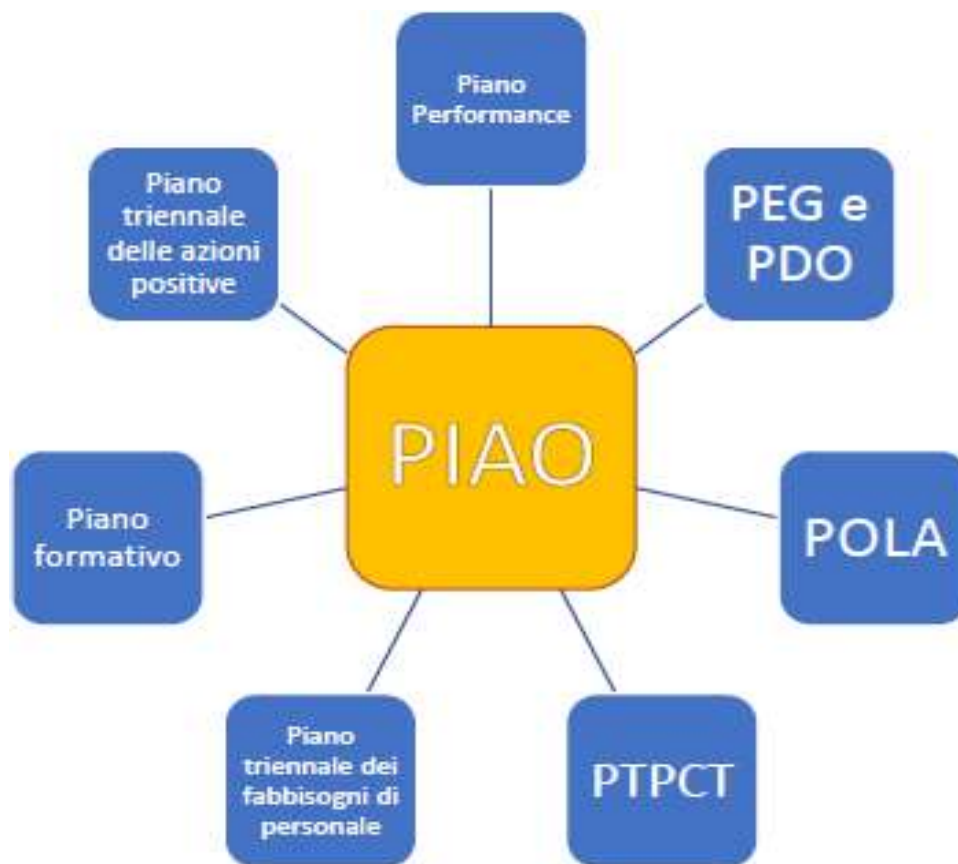 Piano
Performance
Piano
triennale
delle azioni
positive
PEG e
PDO
PIAO
Piano
formativo
POLA
Piano
triennale dei
fabbisogni di
personale
PTPCT